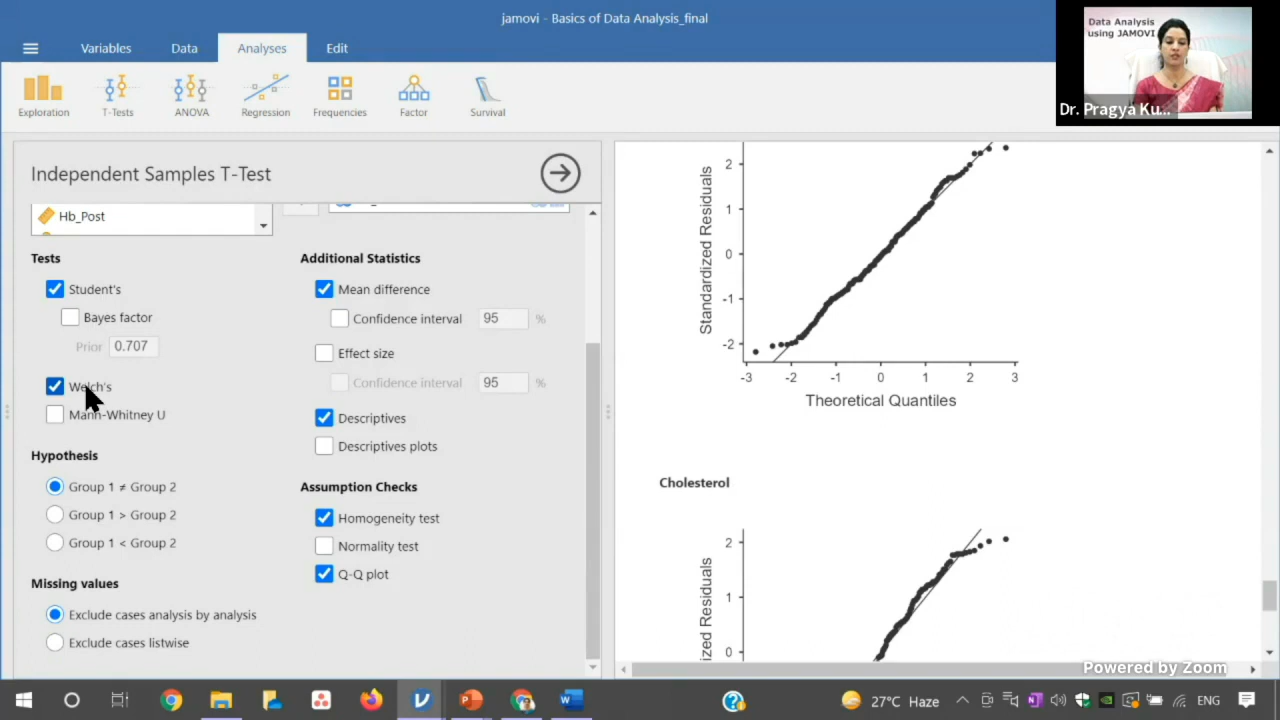 jamovi - Basics of Data Analysis_final
Data Analysis
using JAMOVI
Dr. Pragya Ku...
Variables
Data
Analyses
Edit
Exploration
T-Tests
ANOVA
Regression
Frequencies
Factor
Survival
Independent Samples T-Test
Hb_Post
Tests
Student's
Bayes factor
Prior 0.707
Welch's
Mann-Whitney U
Hypothesis
Group 1 ≠ Group 2
Group 1 > Group 2
Group 1 < Group 2
Missing values
Exclude cases analysis by analysis
Exclude cases listwise
Additional Statistics
Mean difference
Confidence interval 95 %
Effect size
Confidence interval 95 %
Descriptives
Descriptives plots
Assumption Checks
Homogeneity test
Normality test
Q-Q plot
Standardized Residuals
2
1
0
-1
-2
-3 -2 -1 0 1 2 3
Theoretical Quantiles
Cholesterol
ized Residuals
2
1
0
Powered by Zoom
27°C Haze
ENG